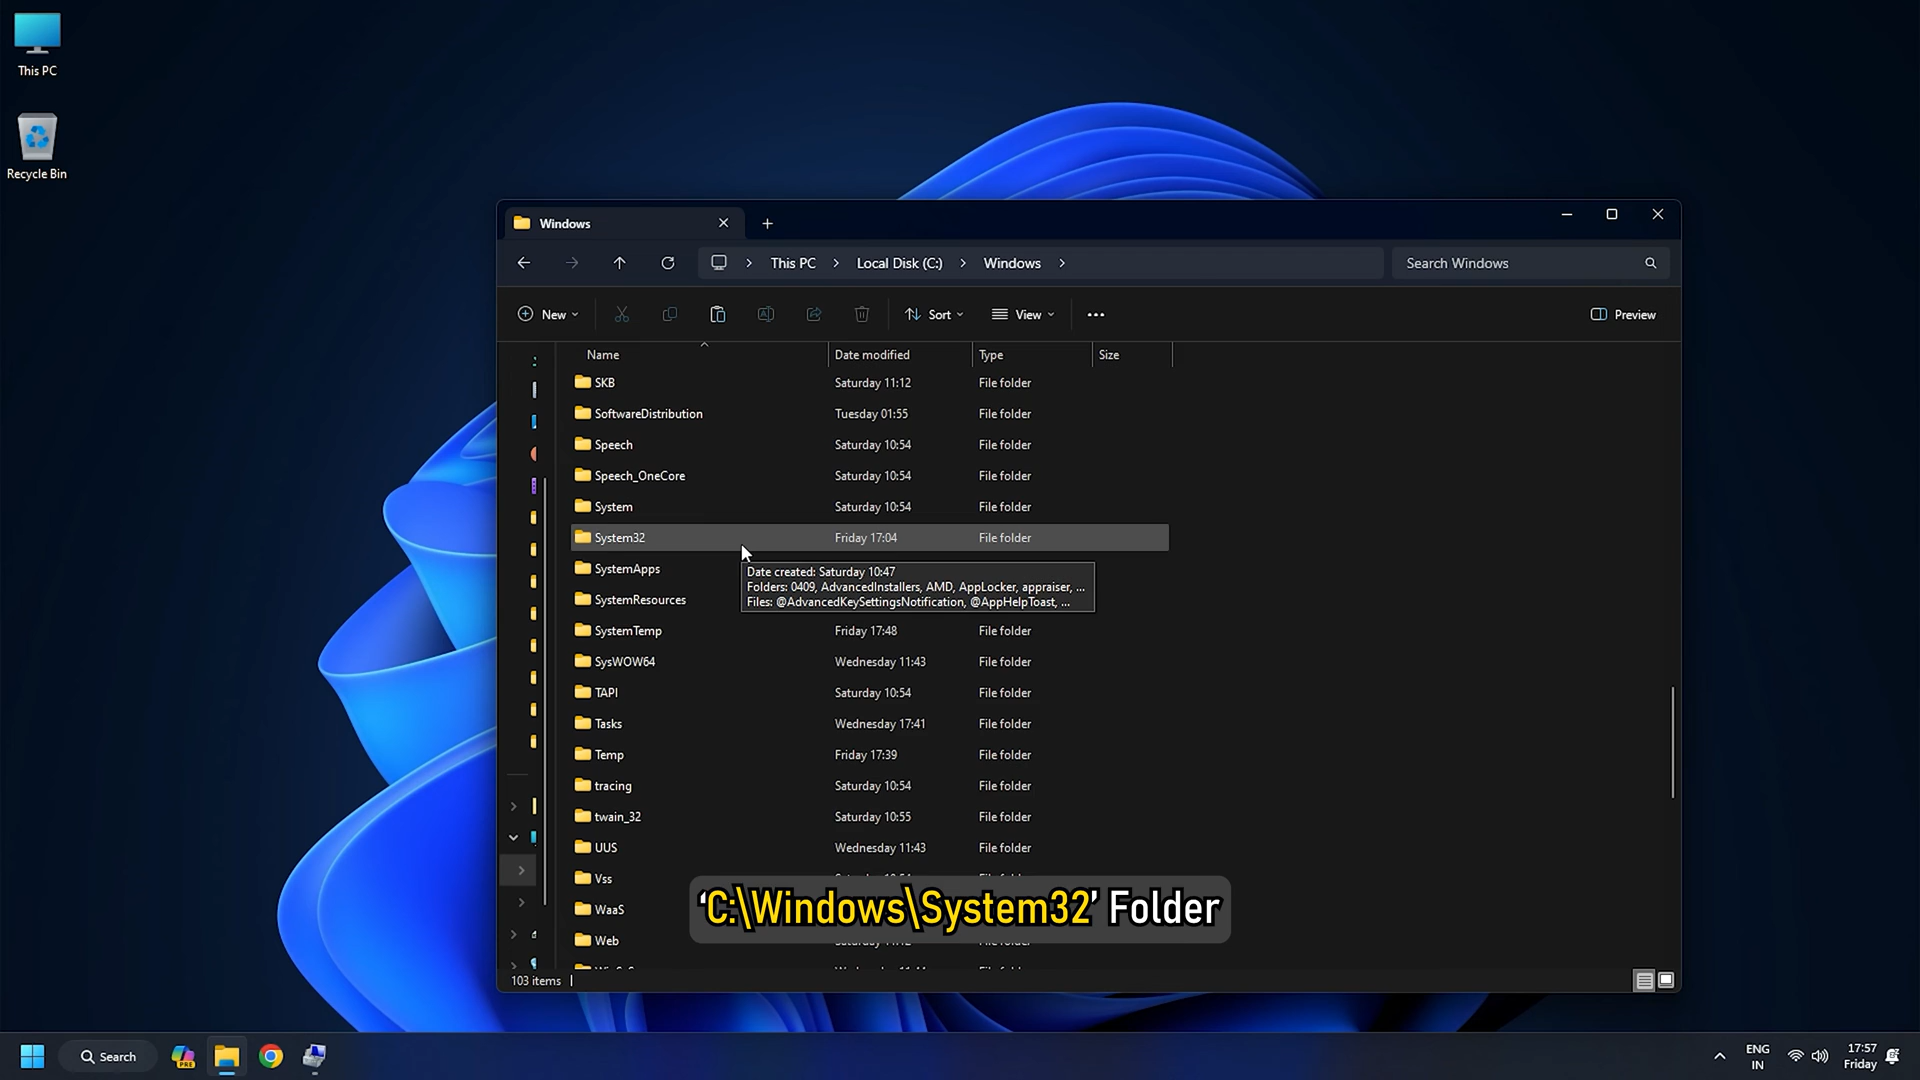 This PC
Recycle Bin
Windows
This PC > Local Disk (C:) > Windows >
Search Windows
New
Sort
View
Preview
Name Date modified Type Size
SKB Saturday 11:12 File folder
SoftwareDistribution Tuesday 01:55 File folder
Speech Saturday 10:54 File folder
Speech_OneCore Saturday 10:54 File folder
System Saturday 10:54 File folder
System32 Friday 17:04 File folder
SystemApps
Date created: Saturday 10:47
Folders: 0409, AdvancedInstallers, AMD, AppLocker, appraiser, ...
Files: @AdvancedKeySettingsNotification, @AppHelpToast, ...
SystemResources
SystemTemp Friday 17:48 File folder
SysWOW64 Wednesday 11:43 File folder
TAPI Saturday 10:54 File folder
Tasks Wednesday 17:41 File folder
Temp Friday 17:39 File folder
tracing Saturday 10:54 File folder
twain_32 Saturday 10:55 File folder
UUS Wednesday 11:43 File folder
Vss
WaaS
‘C:\Windows\System32’ Folder
Web
103 items
Search
PRE
ENG
IN
17:57
Friday